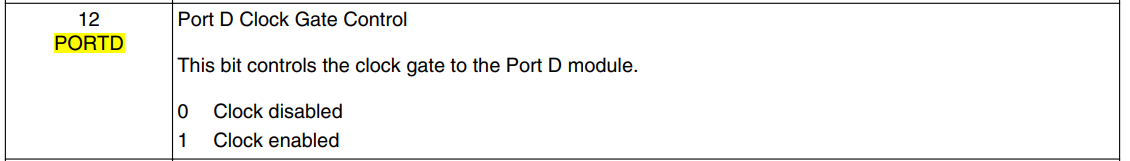 12
PORTD
Port D Clock Gate Control
This bit controls the clock gate to the Port D module.
0 Clock disabled
1 Clock enabled